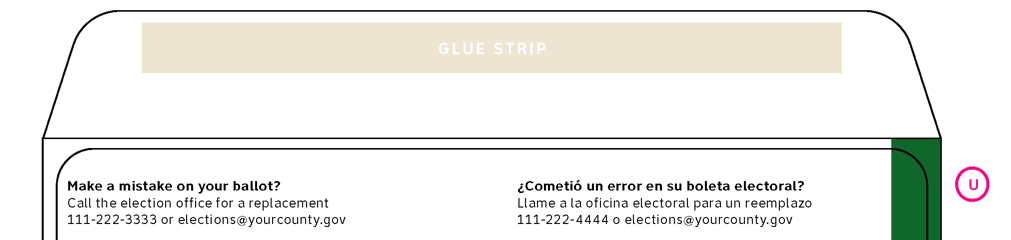 GLUE STRIP
Make a mistake on your ballot?
Call the election office for a replacement
111-222-3333 or elections@yourcounty.gov
¿Cometió un error en su boleta electoral?
Llame a la oficina electoral para un reemplazo
111-222-4444 o elections@yourcounty.gov
U